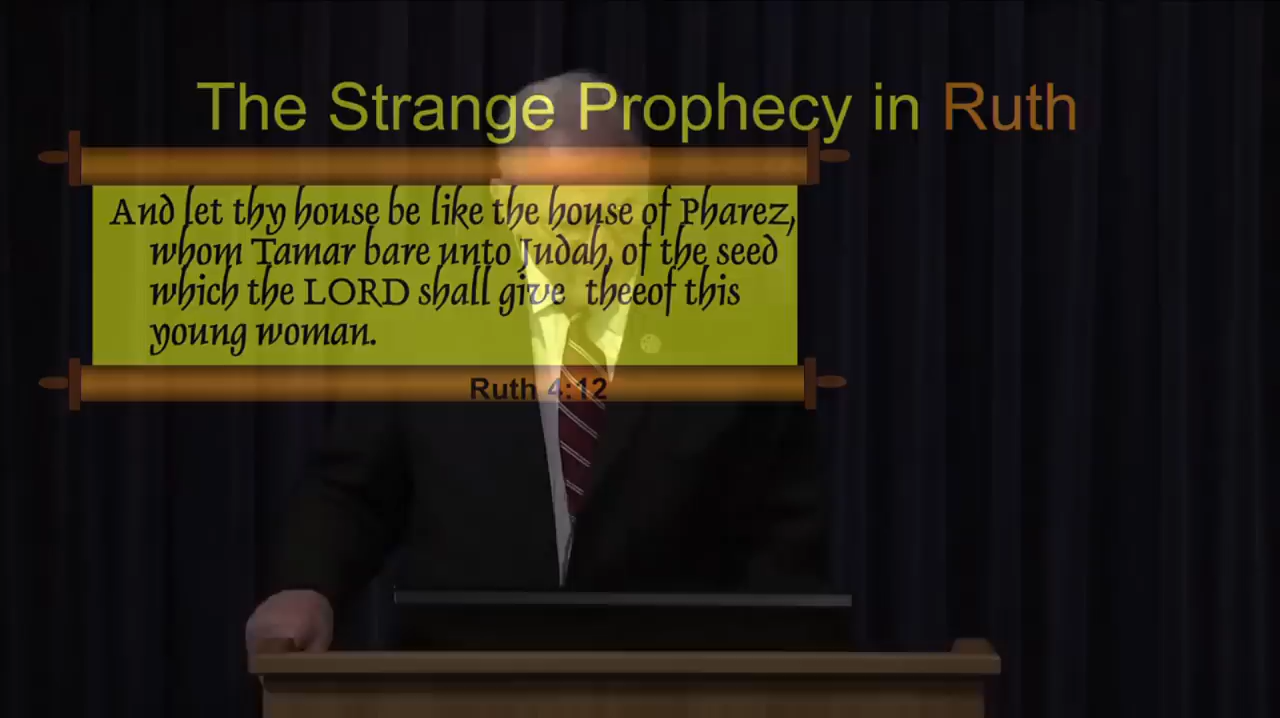 The Strange Prophecy in Ruth
And let thy house be like the house of Pharez,
whom Tamar bare unto Judah, of the seed
which the LORD shall give theeof this
young woman.
Ruth 4:12